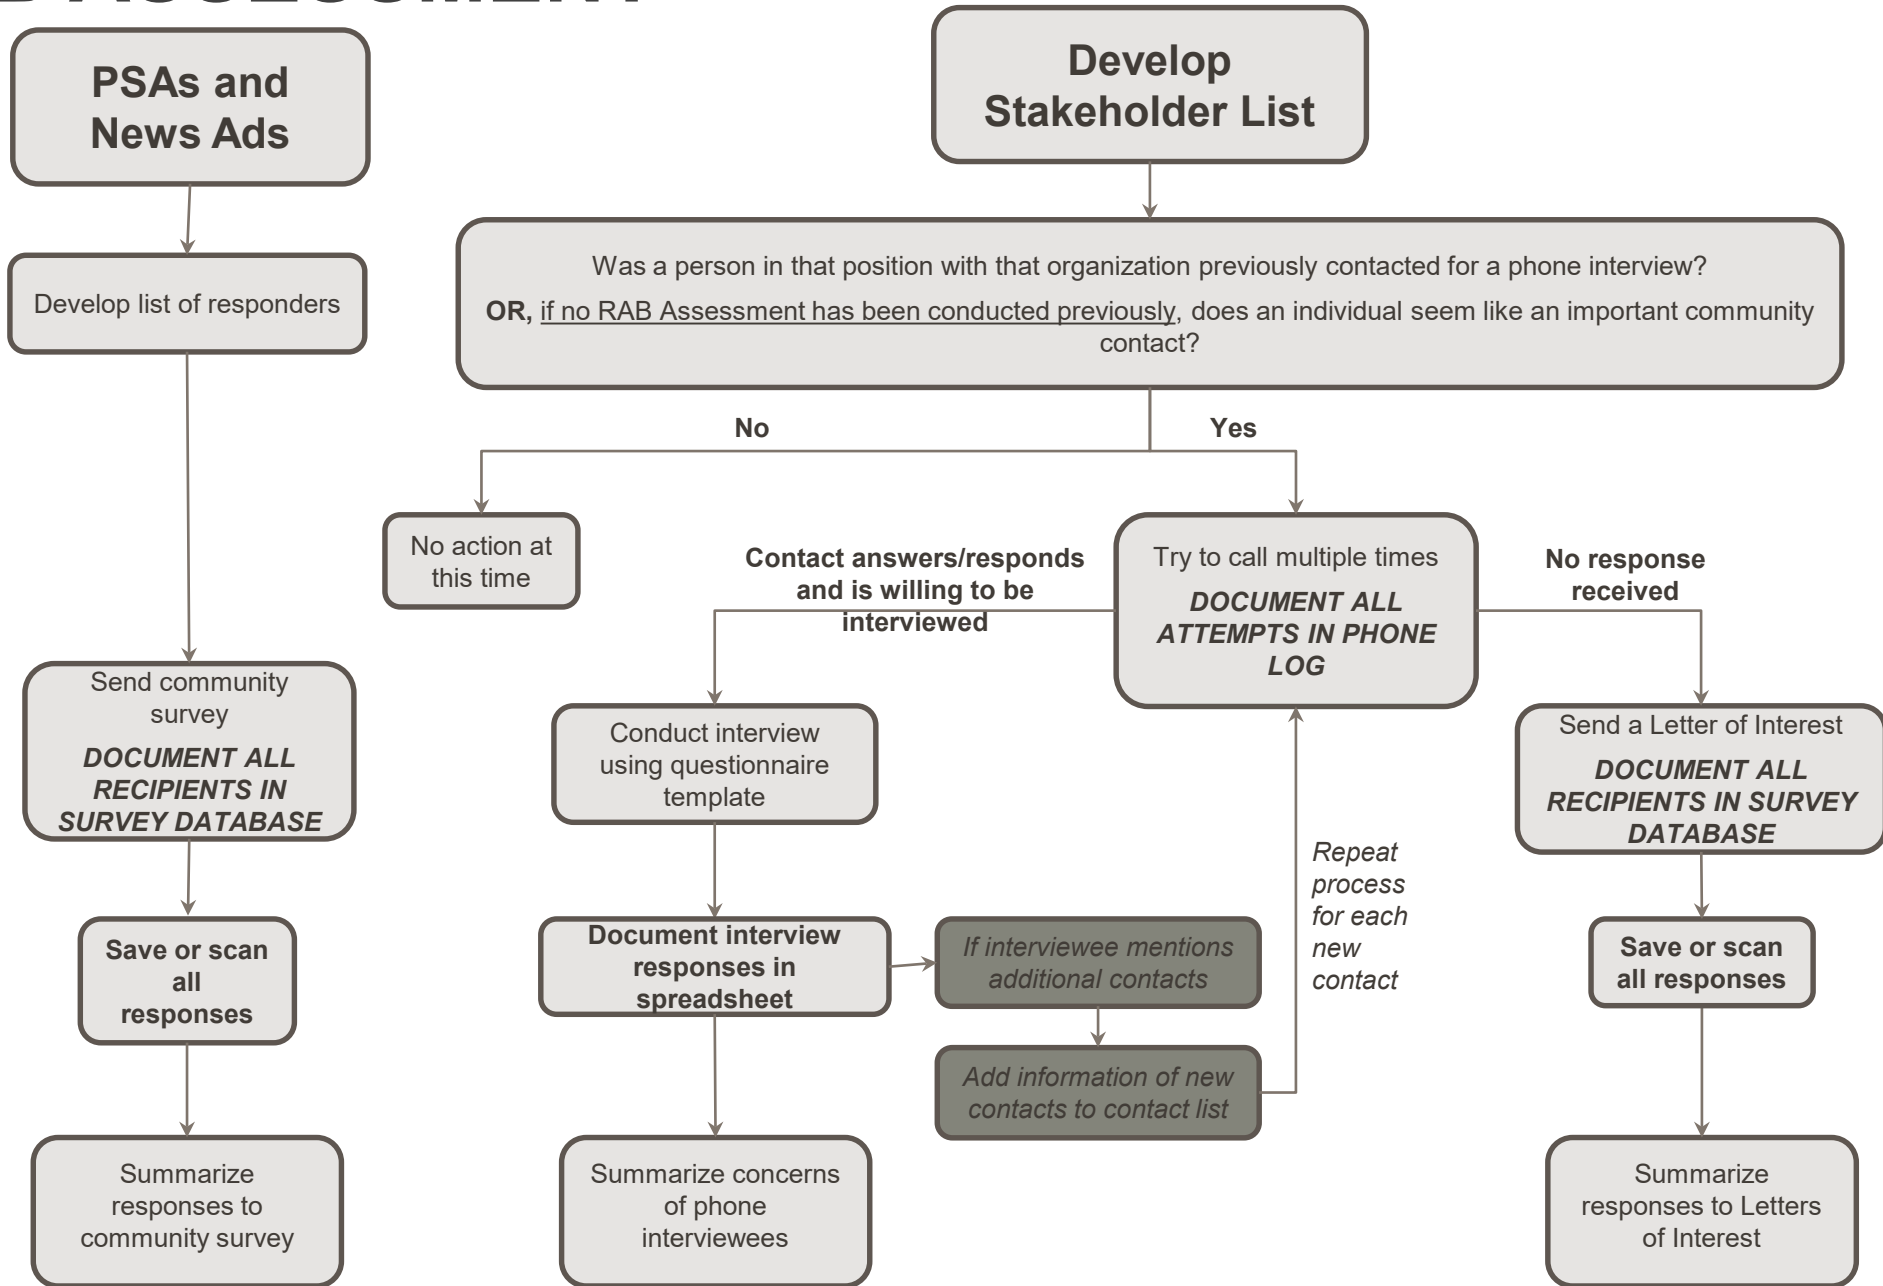 PSAs and
News Ads
Develop
Stakeholder List
Develop list of responders
Was a person in that position with that organization previously contacted for a phone interview?
OR, if no RAB Assessment has been conducted previously, does an individual seem like an important community
contact?
No
Yes
No action at
this time
Contact answers/responds
and is willing to be
interviewed
Try to call multiple times
DOCUMENT ALL
ATTEMPTS IN PHONE
LOG
No response
received
Send community
survey
DOCUMENT ALL
RECIPIENTS IN
SURVEY DATABASE
Conduct interview
using questionnaire
template
Send a Letter of Interest
DOCUMENT ALL
RECIPIENTS IN SURVEY
DATABASE
Repeat
process
for each
new
contact
Save or scan
all
responses
Document interview
responses in
spreadsheet
If interviewee mentions
additional contacts
Save or scan
all responses
Add information of new
contacts to contact list
Summarize
responses to
community survey
Summarize concerns
of phone
interviewees
Summarize
responses to Letters
of Interest